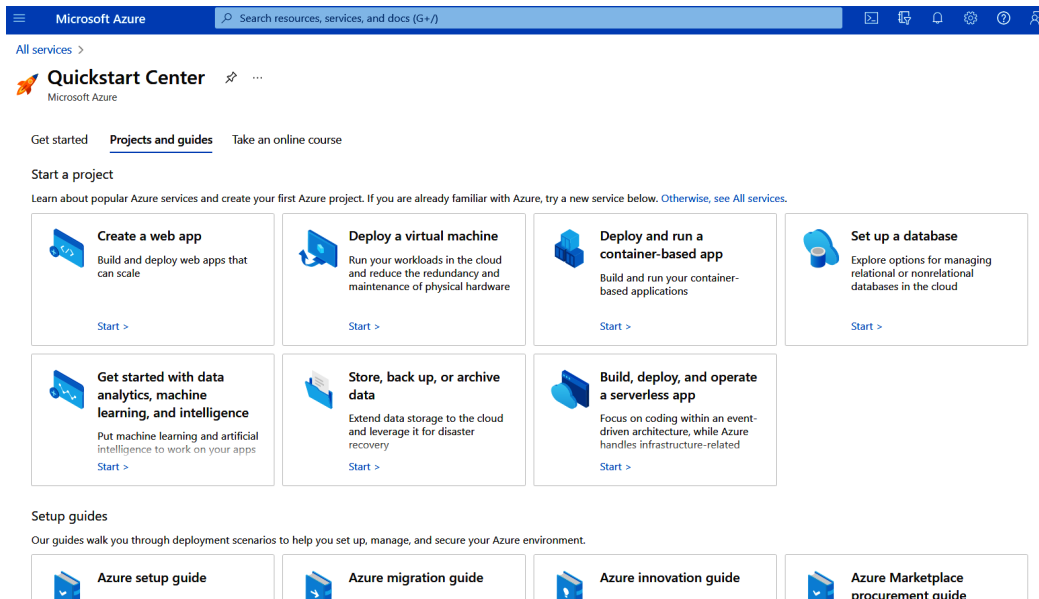 Microsoft Azure
Search resources, services, and docs (G+/)
All services >
Quickstart Center
...
Microsoft Azure
Get started
Projects and guides
Take an online course
Start a project
Learn about popular Azure services and create your first Azure project. If you are already familiar with Azure, try a new service below. Otherwise, see All services.
Create a web app
Build and deploy web apps that
can scale
Start >
Deploy a virtual machine
Run your workloads in the cloud
and reduce the redundancy and
maintenance of physical hardware
Start >
Deploy and run a
container-based app
Build and run your container-
based applications
Start >
Set up a database
Explore options for managing
relational or nonrelational
databases in the cloud
Start >
Get started with data
analytics, machine
learning, and intelligence
Put machine learning and artificial
intelligence to work on your apps
Start >
Store, back up, or archive
data
Extend data storage to the cloud
and leverage it for disaster
recovery
Start >
Build, deploy, and operate
a serverless app
Focus on coding within an event-
driven architecture, while Azure
handles infrastructure-related
Start >
Setup guides
Our guides walk you through deployment scenarios to help you set up, manage, and secure your Azure environment.
Azure setup guide
Azure migration guide
Azure innovation guide
Azure Marketplace
procurement guide